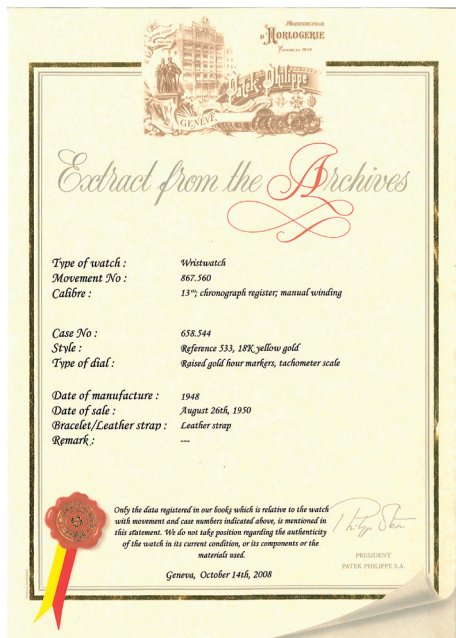 MANUFACTURE
D'HORLOGERIE
FONDÉE EN 1839
Patek Philippe
GENÈVE
Extract from the Archives
Type of watch : Wristwatch
Movement No : 867.560
Calibre : 13'''; chronograph register; manual winding
Case No : 658.544
Style : Reference 533, 18K yellow gold
Type of dial : Raised gold hour markers, tachometer scale
Date of manufacture : 1948
Date of sale : August 26th, 1950
Bracelet/Leather strap : Leather strap
Remark : ---
Only the data registered in our books which is relative to the watch
with movement and case numbers indicated above, is mentioned in
this statement. We do not take position regarding the authenticity
of the watch in its current condition, or its components or the
materials used.
Geneva, October 14th, 2008
PRESIDENT
PATEK PHILIPPE S.A.